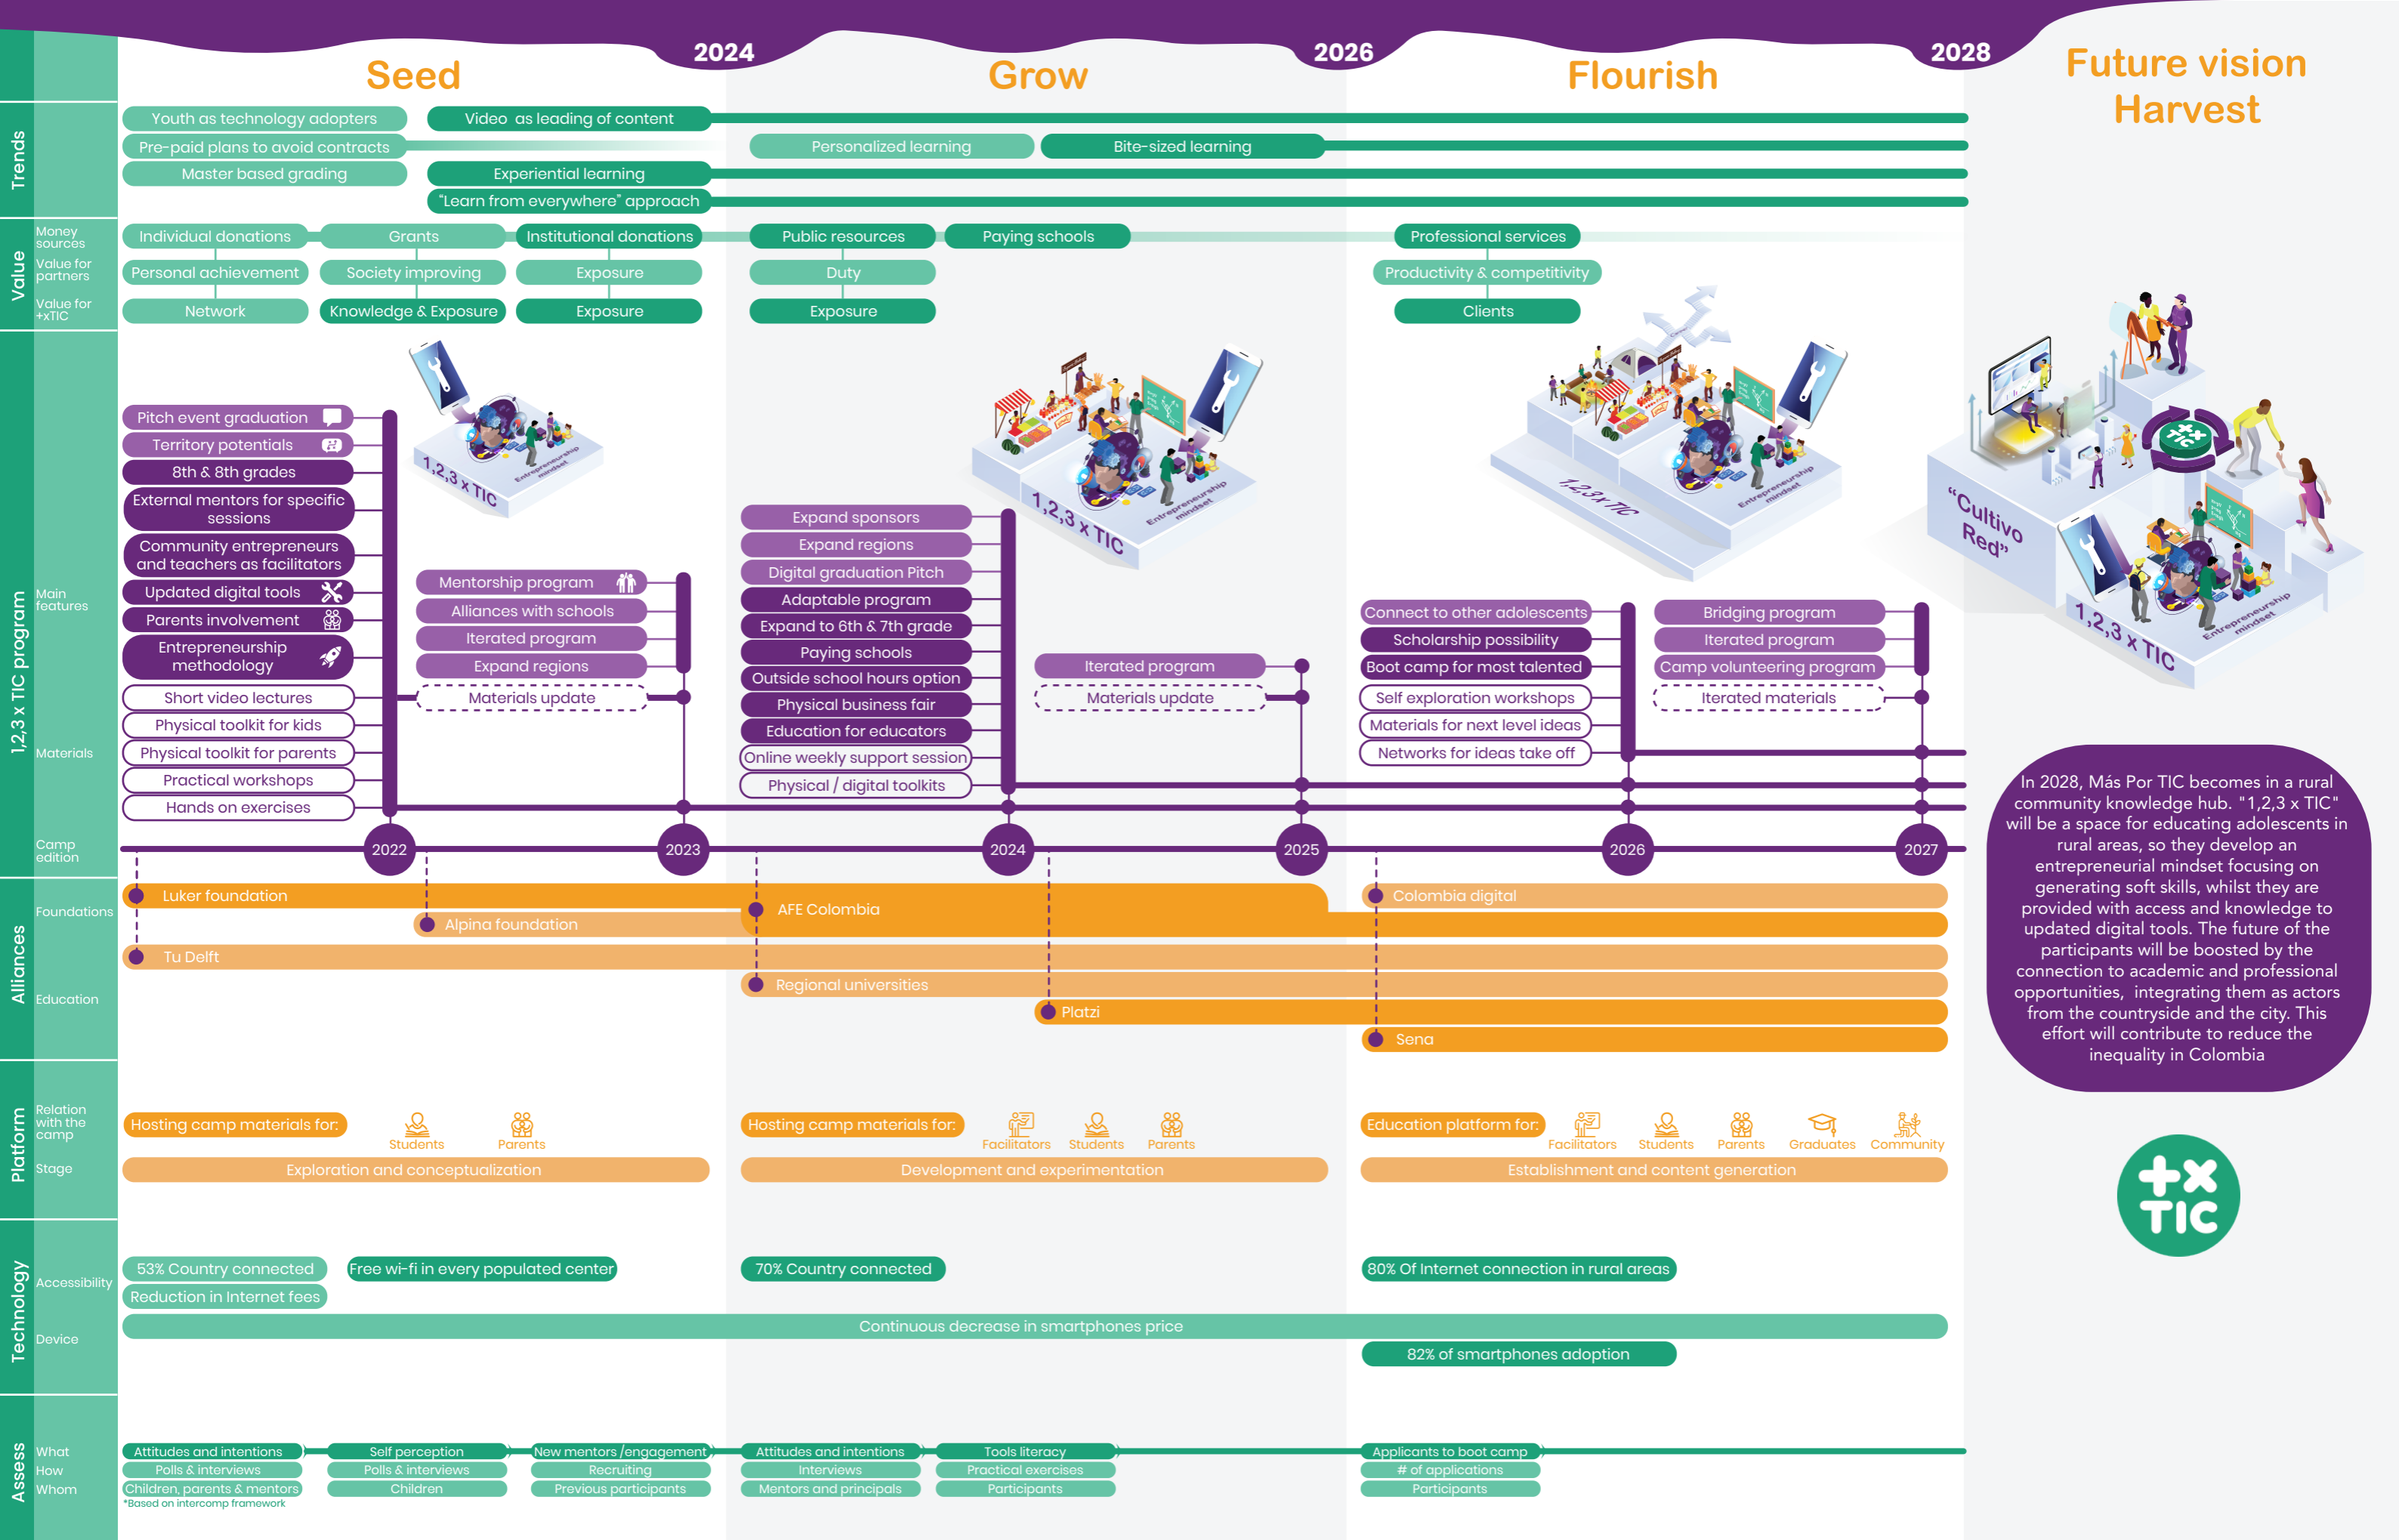 2024
2026
2028
Seed
Grow
Flourish
Future vision
Harvest
Trends
Youth as technology adopters
Video as leading of content
Pre-paid plans to avoid contracts
Personalized learning
Bite-sized learning
Master based grading
Experiential learning
"Learn from everywhere" approach
Value
Money
sources
Individual donations
Grants
Institutional donations
Public resources
Paying schools
Professional services
Value for
partners
Personal achievement
Society improving
Exposure
Duty
Productivity & competitivity
Value for
+xTIC
Network
Knowledge & Exposure
Exposure
Exposure
Clients
1,2,3 x TIC program
Main
features
Materials
Camp
edition
Pitch event graduation
Territory potentials
8th & 8th grades
External mentors for specific
sessions
Community entrepreneurs
and teachers as facilitators
Updated digital tools
Parents involvement
Entrepreneurship
methodology
Short video lectures
Physical toolkit for kids
Physical toolkit for parents
Practical workshops
Hands on exercises
1,2,3 x TIC
Entrepreneurship
mindset
Mentorship program
Alliances with schools
Iterated program
Expand regions
Materials update
Expand sponsors
Expand regions
Digital graduation Pitch
Adaptable program
Expand to 6th & 7th grade
Paying schools
Outside school hours option
Physical business fair
Education for educators
Online weekly support session
Physical / digital toolkits
1,2,3 x TIC
Entrepreneurship
mindset
Iterated program
Materials update
1,2,3 x TIC
Entrepreneurship
mindset
Connect to other adolescents
Scholarship possibility
Boot camp for most talented
Self exploration workshops
Materials for next level ideas
Networks for ideas take off
Bridging program
Iterated program
Camp volunteering program
Iterated materials
+x
TIC
"Cultivo
Red"
1,2,3 x TIC
Entrepreneurship
mindset
2022
2023
2024
2025
2026
2027
In 2028, Más Por TIC becomes in a rural
community knowledge hub. "1,2,3 x TIC"
will be a space for educating adolescents in
rural areas, so they develop an
entrepreneurial mindset focusing on
generating soft skills, whilst they are
provided with access and knowledge to
updated digital tools. The future of the
participants will be boosted by the
connection to academic and professional
opportunities, integrating them as actors
from the countryside and the city. This
effort will contribute to reduce the
inequality in Colombia
Alliances
Foundations
Education
Luker foundation
Alpina foundation
AFE Colombia
Colombia digital
Tu Delft
Regional universities
Platzi
Sena
Platform
Relation
with the
camp
Hosting camp materials for:
Students
Parents
Hosting camp materials for:
Facilitators
Students
Parents
Education platform for:
Facilitators
Students
Parents
Graduates
Community
Stage
Exploration and conceptualization
Development and experimentation
Establishment and content generation
+x
TIC
Technology
Accessibility
53% Country connected
Free wi-fi in every populated center
70% Country connected
80% Of Internet connection in rural areas
Reduction in Internet fees
Device
Continuous decrease in smartphones price
82% of smartphones adoption
Assess
What
Attitudes and intentions
Self perception
New mentors /engagement
Attitudes and intentions
Tools literacy
Applicants to boot camp
How
Polls & interviews
Polls & interviews
Recruiting
Interviews
Practical exercises
# of applications
Whom
Children, parents & mentors
Children
Previous participants
Mentors and principals
Participants
Participants
*Based on intercomp framework